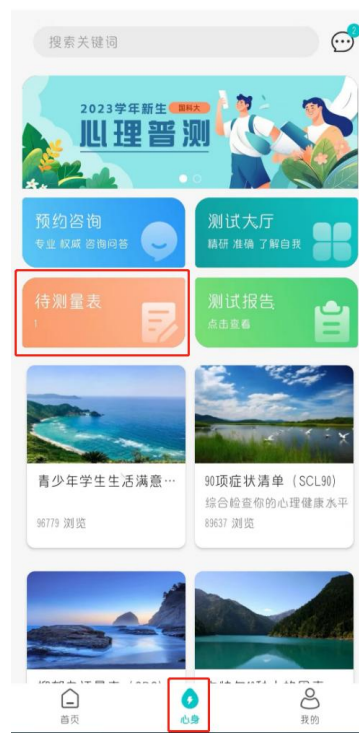 搜索关键词
2
2023学年新生 国科大
心理普测
预约咨询
专业 权威 咨询问答
测试大厅
精研 准确 了解自我
待测量表
1
测试报告
点击查看
青少年学生生活满意…
96779 浏览
90项症状清单（SCL90）
综合检查你的心理健康水平
89637 浏览
首页
心身
我的